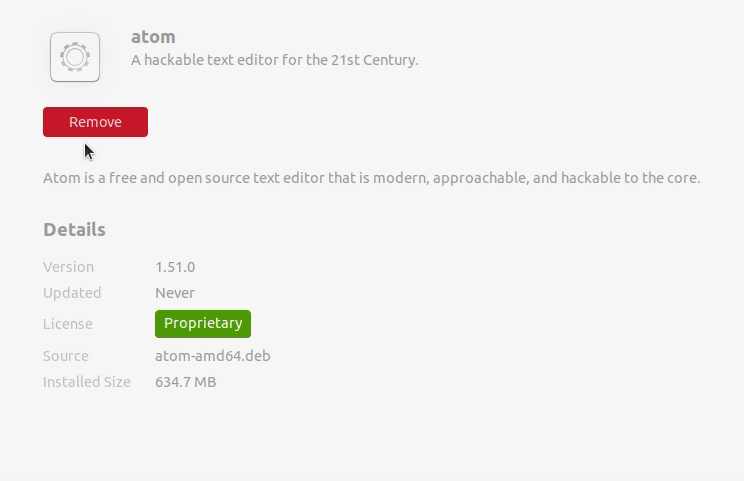 atom
A hackable text editor for the 21st Century.
Remove
Atom is a free and open source text editor that is modern, approachable, and hackable to the core.
Details
Version 1.51.0
Updated Never
License Proprietary
Source atom-amd64.deb
Installed Size 634.7 MB